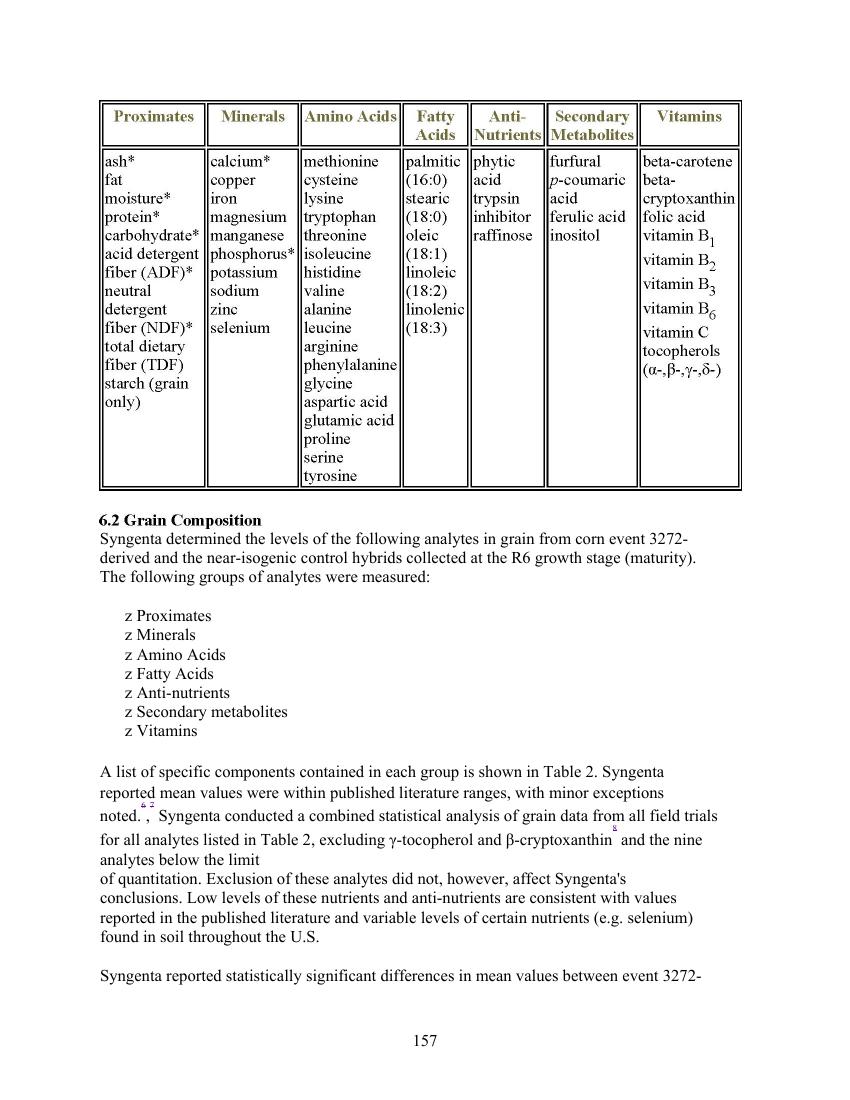 Proximates Minerals Amino Acids Fatty Acids Anti-Nutrients Secondary Metabolites Vitamins
ash*
fat
moisture*
protein*
carbohydrate*
acid detergent
fiber (ADF)*
neutral
detergent
fiber (NDF)*
total dietary
fiber (TDF)
starch (grain
only)
calcium*
copper
iron
magnesium
manganese
phosphorus*
potassium
sodium
zinc
selenium
methionine
cysteine
lysine
tryptophan
threonine
isoleucine
histidine
valine
alanine
leucine
arginine
phenylalanine
glycine
aspartic acid
glutamic acid
proline
serine
tyrosine
palmitic
(16:0)
stearic
(18:0)
oleic
(18:1)
linoleic
(18:2)
linolenic
(18:3)
phytic
acid
trypsin
inhibitor
raffinose
furfural
p-coumaric
acid
ferulic acid
inositol
beta-carotene
beta-
cryptoxanthin
folic acid
vitamin B1
vitamin B2
vitamin B3
vitamin B6
vitamin C
tocopherols
(α-,β-,γ-,δ-)
6.2 Grain Composition
Syngenta determined the levels of the following analytes in grain from corn event 3272-
derived and the near-isogenic control hybrids collected at the R6 growth stage (maturity).
The following groups of analytes were measured:
z Proximates
z Minerals
z Amino Acids
z Fatty Acids
z Anti-nutrients
z Secondary metabolites
z Vitamins
A list of specific components contained in each group is shown in Table 2. Syngenta
reported mean values were within published literature ranges, with minor exceptions
noted.6, 7 Syngenta conducted a combined statistical analysis of grain data from all field trials
for all analytes listed in Table 2, excluding γ-tocopherol and β-cryptoxanthin8 and the nine
analytes below the limit
of quantitation. Exclusion of these analytes did not, however, affect Syngenta's
conclusions. Low levels of these nutrients and anti-nutrients are consistent with values
reported in the published literature and variable levels of certain nutrients (e.g. selenium)
found in soil throughout the U.S.
Syngenta reported statistically significant differences in mean values between event 3272-
157